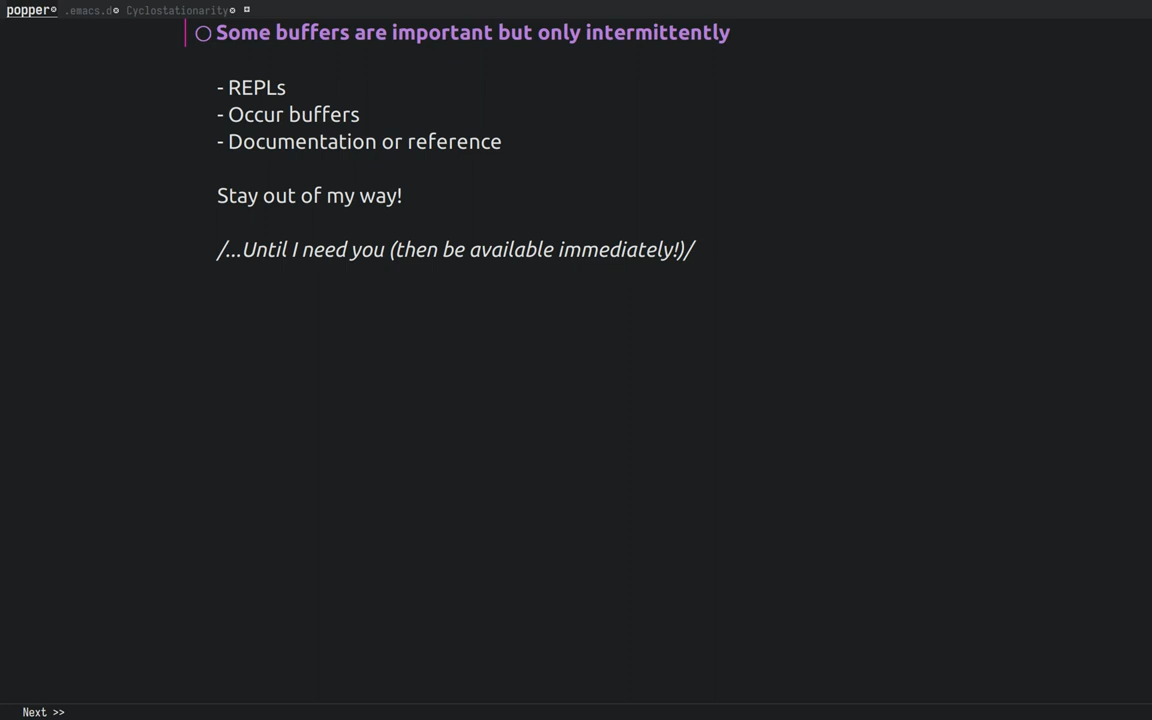 popper .emacs.d Cyclostationarity
Some buffers are important but only intermittently
- REPLs
- Occur buffers
- Documentation or reference
Stay out of my way!
/...Until I need you (then be available immediately!)/
Next >>